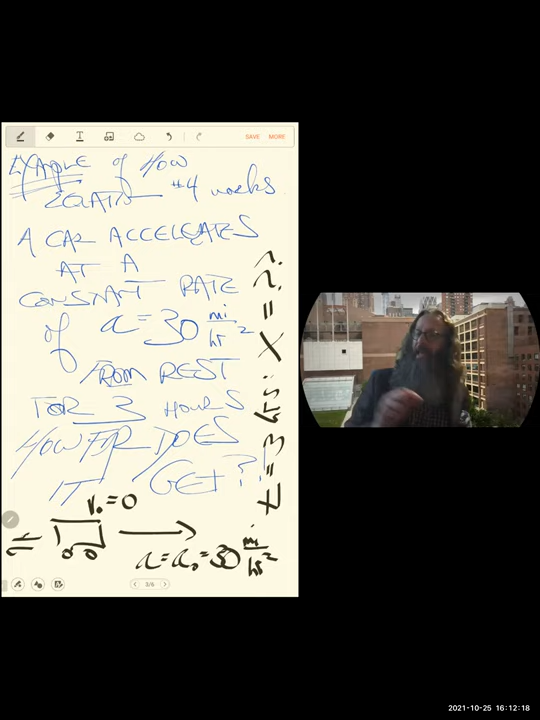 SAVE MORE
EXAMPLE of HOW
EQUATION #4 works
A CAR ACCELERATES
AT A
CONSTANT RATE
of a = 30 mi/hr²
FROM REST
FOR 3 HOURS
HOW FAR DOES
IT GET?
t = 3 hrs: X = ??
V₀ = 0
a = a₀ = 30 mi/hr²
3/6
2021-10-25 16:12:18